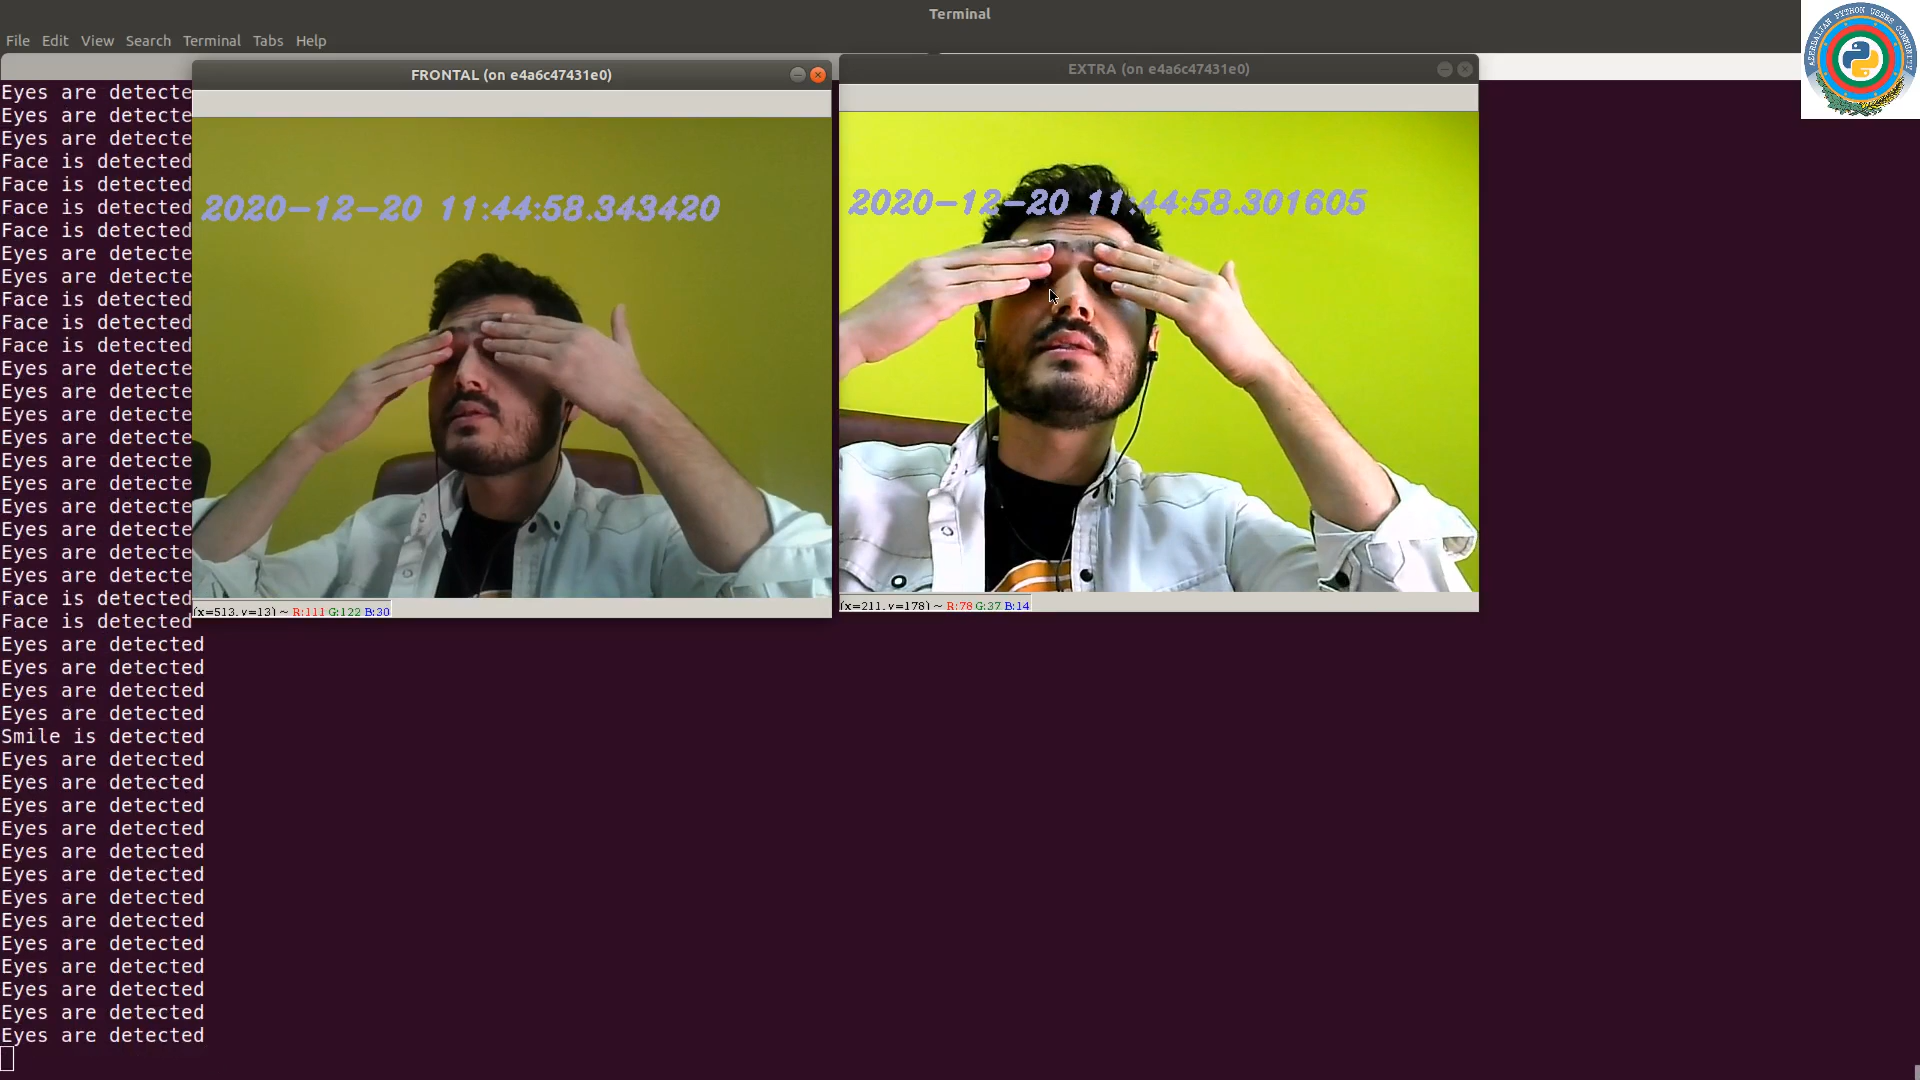 Terminal
File Edit View Search Terminal Tabs Help
FRONTAL (on e4a6c47431e0)
EXTRA (on e4a6c47431e0)
AZERBAIJANIAN PYTHON USERS COMMUNITY
2020-12-20 11:44:58.343420
2020-12-20 11:44:58.301605
(x=513, y=13) ~ R:111 G:122 B:30
(x=211, y=178) ~ R:78 G:37 B:14
Eyes are detecte
Eyes are detecte
Eyes are detecte
Face is detected
Face is detected
Face is detected
Face is detected
Eyes are detecte
Eyes are detecte
Face is detected
Face is detected
Face is detected
Eyes are detecte
Eyes are detecte
Eyes are detecte
Eyes are detecte
Eyes are detecte
Eyes are detecte
Eyes are detecte
Eyes are detecte
Eyes are detecte
Eyes are detecte
Face is detected
Face is detected
Eyes are detected
Eyes are detected
Eyes are detected
Eyes are detected
Smile is detected
Eyes are detected
Eyes are detected
Eyes are detected
Eyes are detected
Eyes are detected
Eyes are detected
Eyes are detected
Eyes are detected
Eyes are detected
Eyes are detected
Eyes are detected
Eyes are detected
Eyes are detected